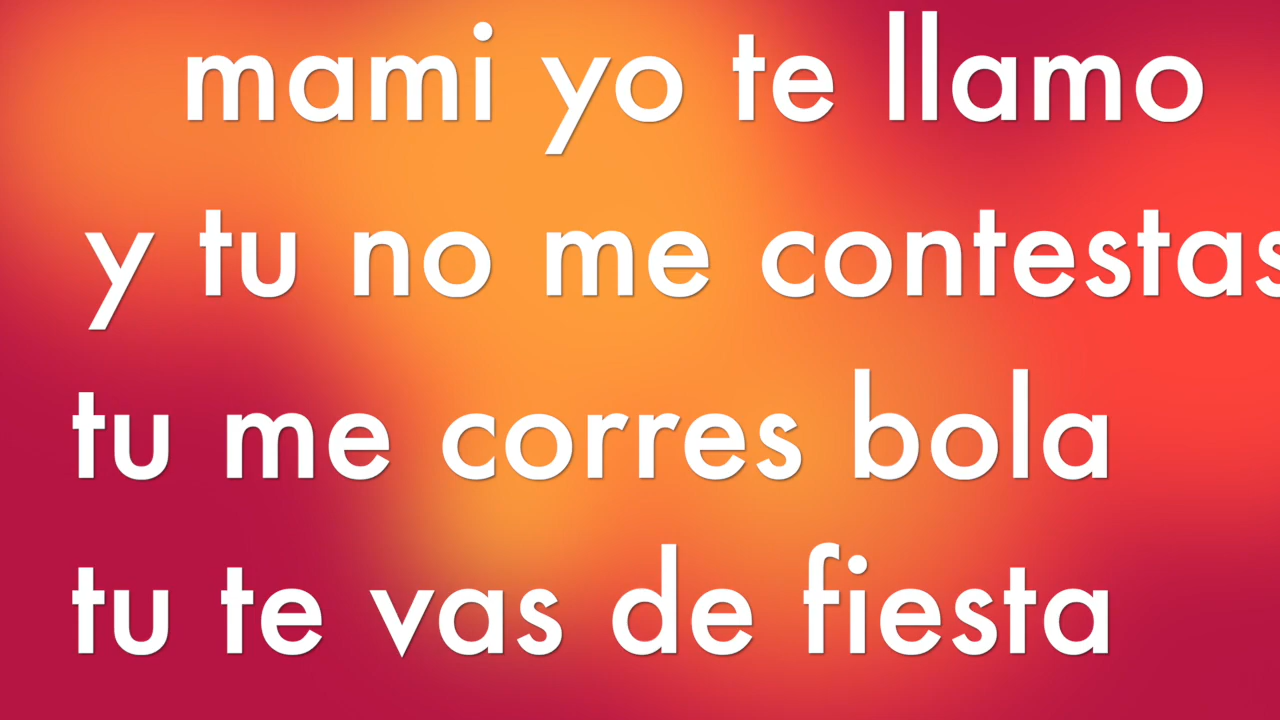 mami yo te llamo
y tu no me contestas
tu me corres bola
tu te vas de fiesta